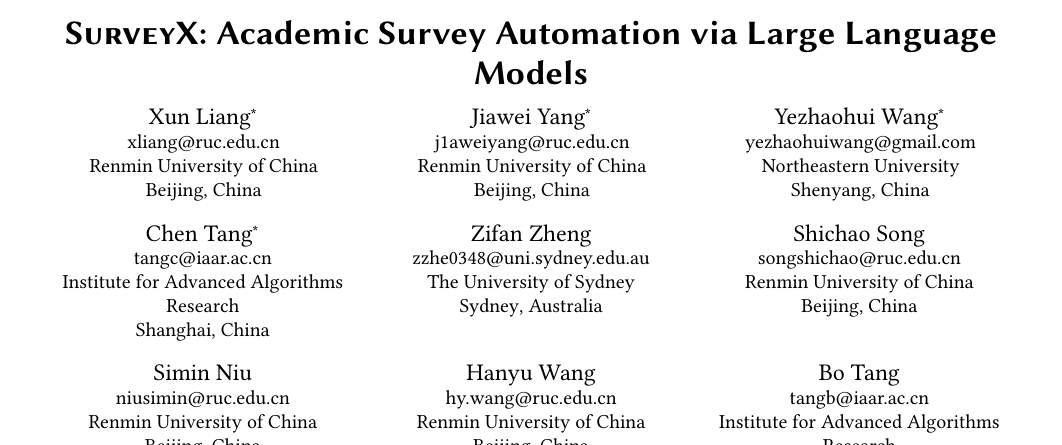 SurveyX: Academic Survey Automation via Large Language
Models
Xun Liang*
xliang@ruc.edu.cn
Renmin University of China
Beijing, China
Jiawei Yang*
j1aweiyang@ruc.edu.cn
Renmin University of China
Beijing, China
Yezhaohui Wang*
yezhaohuiwang@gmail.com
Northeastern University
Shenyang, China
Chen Tang*
tangc@iaar.ac.cn
Institute for Advanced Algorithms
Research
Shanghai, China
Zifan Zheng
zzhe0348@uni.sydney.edu.au
The University of Sydney
Sydney, Australia
Shichao Song
songshichao@ruc.edu.cn
Renmin University of China
Beijing, China
Simin Niu
niusimin@ruc.edu.cn
Renmin University of China
Beijing, China
Hanyu Wang
hy.wang@ruc.edu.cn
Renmin University of China
Beijing, China
Bo Tang
tangb@iaar.ac.cn
Institute for Advanced Algorithms
Research